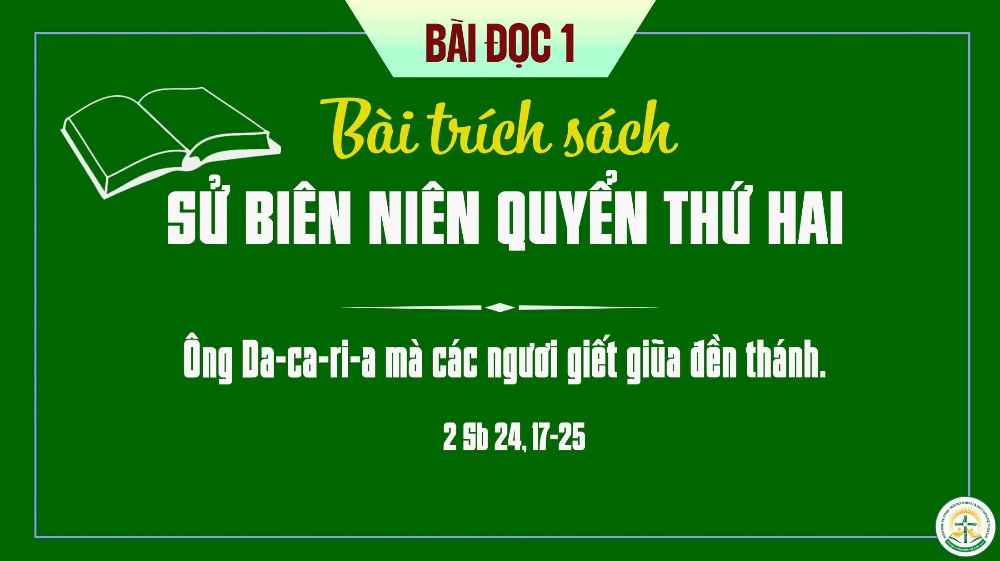 BÀI ĐỌC 1
Bài trích sách
SỬ BIÊN NIÊN QUYỂN THỨ HAI
Ông Da-ca-ri-a mà các ngươi giết giữa đền thánh.
2 Sb 24, 17-25
NĂM MỤC VỤ 2026 • MỖI KITÔ HỮU LÀ MỘT MÔN ĐỆ THỪA SAI •
ANH EM LÀ ÁNH SÁNG THẾ GIAN